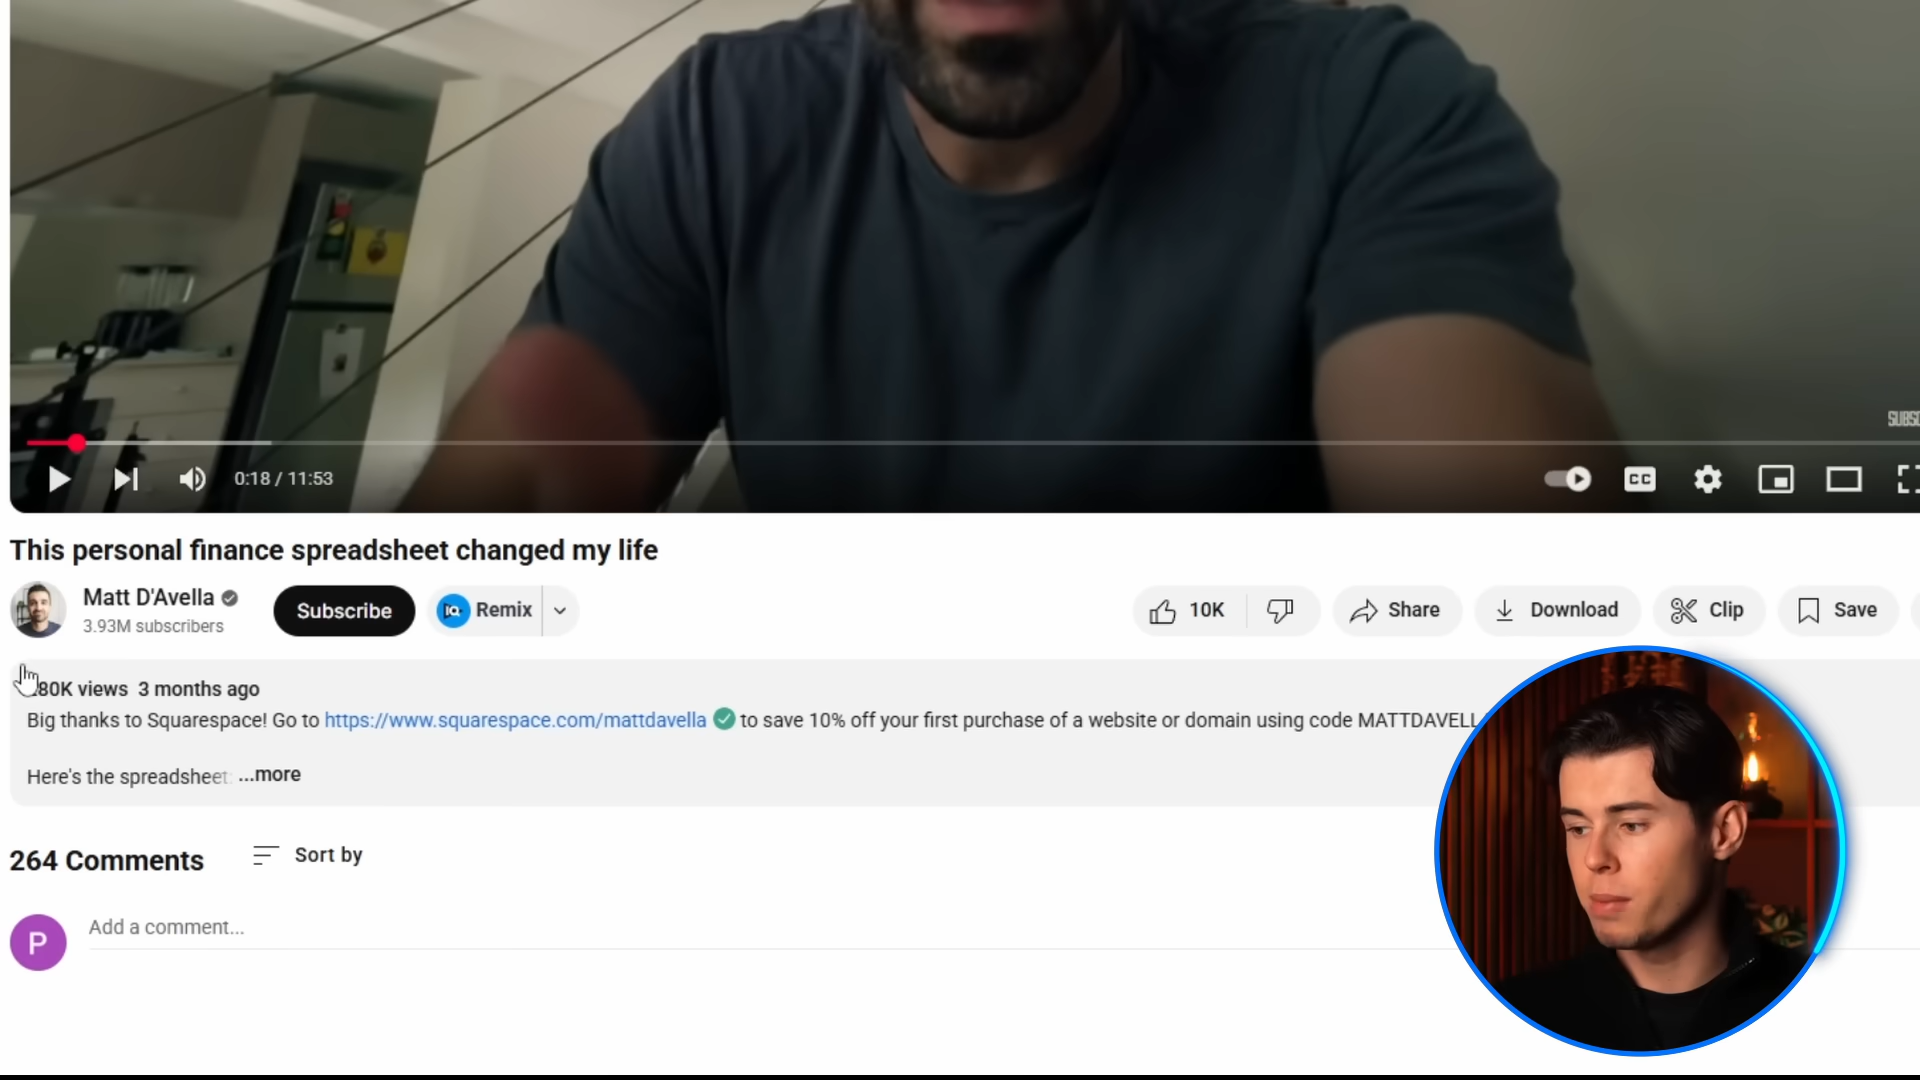 0:18 / 11:53
CC
This personal finance spreadsheet changed my life
Matt D'Avella
3.93M subscribers
Subscribe
IQ
Remix
10K
Share
Download
Clip
Save
80K views 3 months ago
Big thanks to Squarespace! Go to https://www.squarespace.com/mattdavella to save 10% off your first purchase of a website or domain using code MATTDAVELL
Here's the spreadsheet: ...more
264 Comments
Sort by
P
Add a comment...